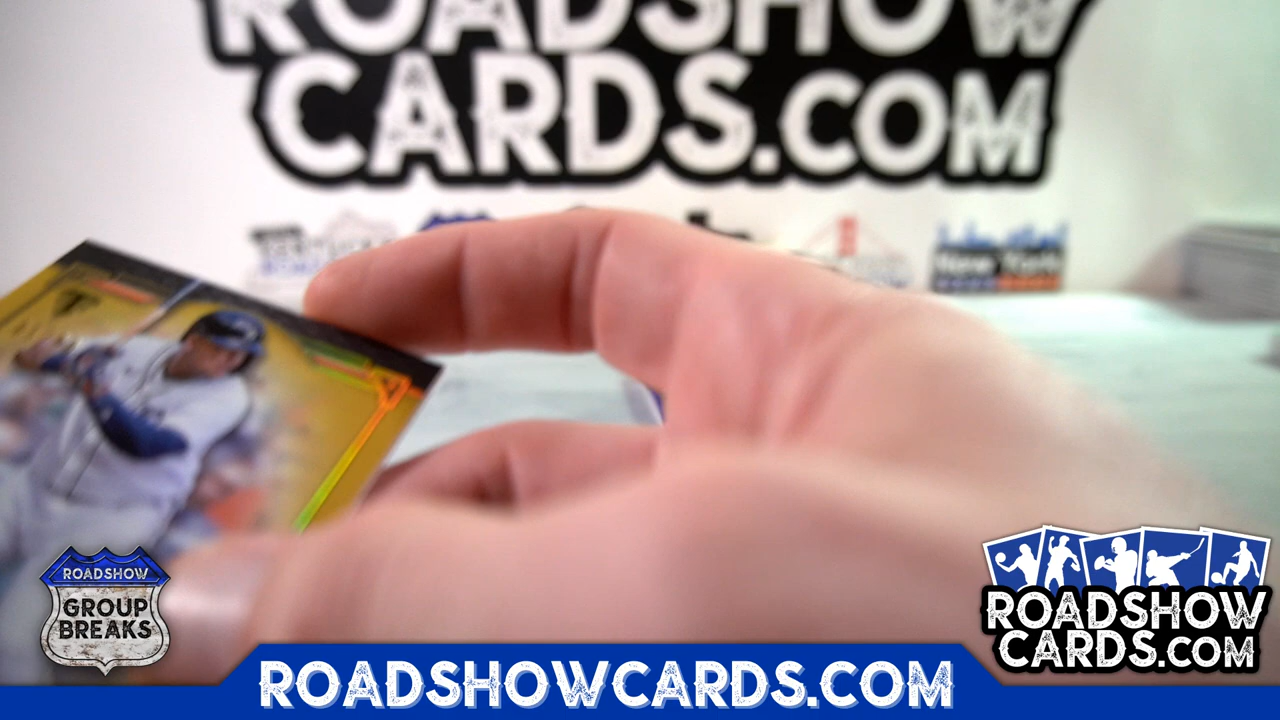 ROADSHOW
CARDS.COM
New York
ROADSHOW
GROUP
BREAKS
ROADSHOW
CARDS.COM
ROADSHOWCARDS.COM